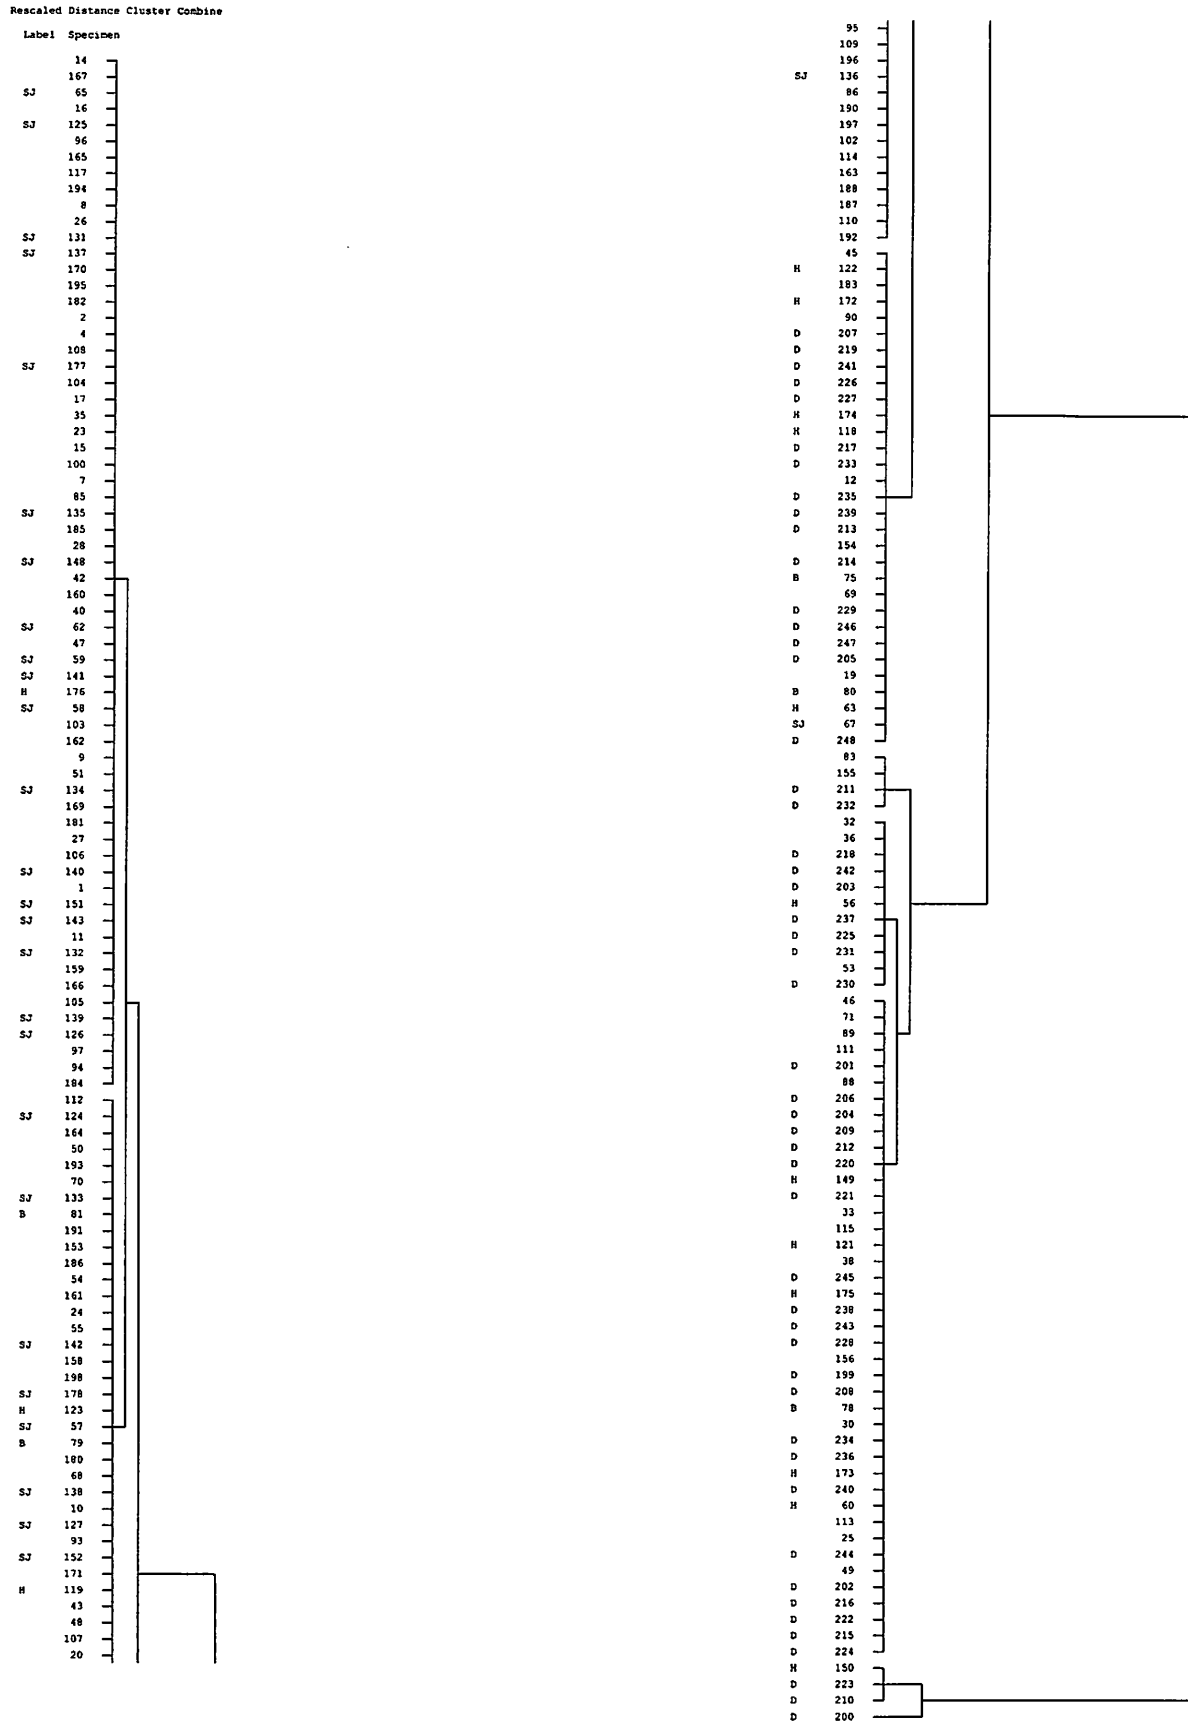 Rescaled Distance Cluster Combine
Label Specimen
14
167
SJ 65
16
SJ 125
96
165
117
194
8
26
SJ 131
SJ 137
170
195
182
2
4
108
SJ 177
104
17
35
23
15
100
7
85
SJ 135
185
28
SJ 148
42
160
40
SJ 62
47
SJ 59
SJ 141
H 176
SJ 58
103
162
9
51
SJ 134
169
181
27
106
SJ 140
1
SJ 151
SJ 143
11
SJ 132
159
166
105
SJ 139
SJ 126
97
94
184
112
SJ 124
164
50
193
70
SJ 133
B 81
191
153
186
54
161
24
55
SJ 142
158
198
SJ 178
H 123
SJ 57
B 79
180
68
SJ 138
10
SJ 127
93
SJ 152
171
H 119
43
48
107
20
95
109
196
SJ 136
86
190
197
102
114
163
188
187
110
192
45
H 122
183
H 172
90
D 207
D 219
D 241
D 226
D 227
H 174
H 118
D 217
D 233
12
D 235
D 239
D 213
154
D 214
B 75
69
D 229
D 246
D 247
D 205
19
B 80
H 63
SJ 67
D 248
83
155
D 211
D 232
32
36
D 218
D 242
D 203
H 56
D 237
D 225
D 231
53
D 230
46
71
89
111
D 201
88
D 206
D 204
D 209
D 212
D 220
H 149
D 221
33
115
H 121
38
D 245
H 175
D 238
D 243
D 228
156
D 199
D 208
B 78
30
D 234
D 236
H 173
D 240
H 60
113
25
D 244
49
D 202
D 216
D 222
D 215
D 224
H 150
D 223
D 210
D 200